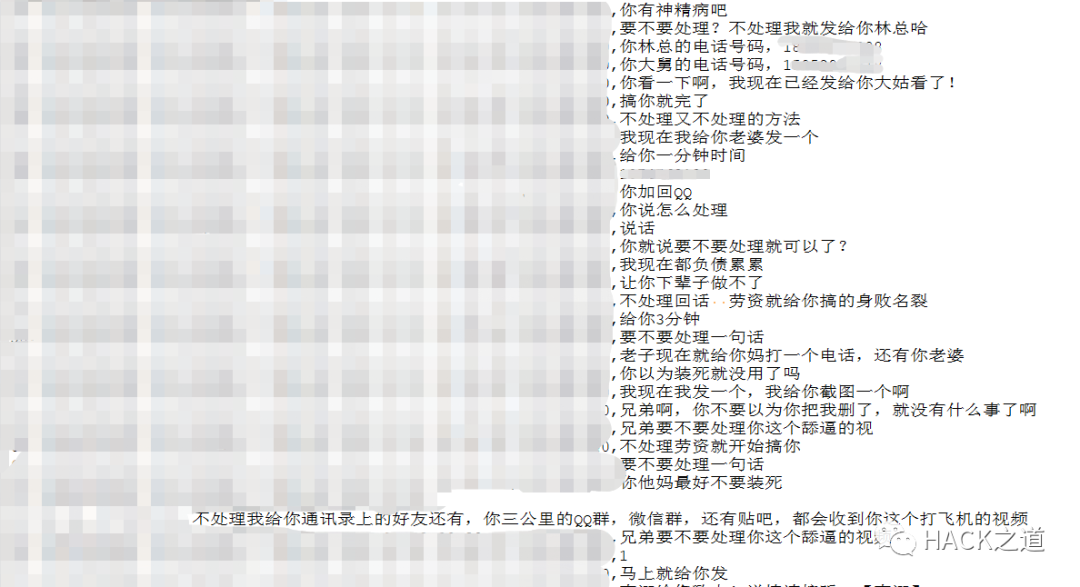 ,你有神精病吧
,要不要处理？不处理我就发给你林总哈
,你林总的电话号码，
,你大舅的电话号码，
,你看一下啊，我现在已经发给你大姑看了！
,搞你就完了
,不处理又不处理的方法
我现在我给你老婆发一个
,给你一分钟时间
你加回QQ
,你说怎么处理
,说话
,你就说要不要处理就可以了？
,我现在都负债累累
,让你下辈子做不了
,不处理回话 劳资就给你搞的身败名裂
,给你3分钟
,要不要处理一句话
,老子现在就给你妈打一个电话，还有你老婆
,你以为装死就没用了吗
,我现在我发一个，我给你截图一个啊
0,兄弟啊，你不要以为你把我删了，就没有什么事了啊
,兄弟要不要处理你这个舔逼的视
0,不处理劳资就开始搞你
要不要处理一句话
你他妈最好不要装死
不处理我给你通讯录上的好友还有，你三公里的QQ群，微信群，还有贴吧，都会收到你这个打飞机的视频
,兄弟要不要处理你这个舔逼的视
HACK之道
,1
,马上就给你发